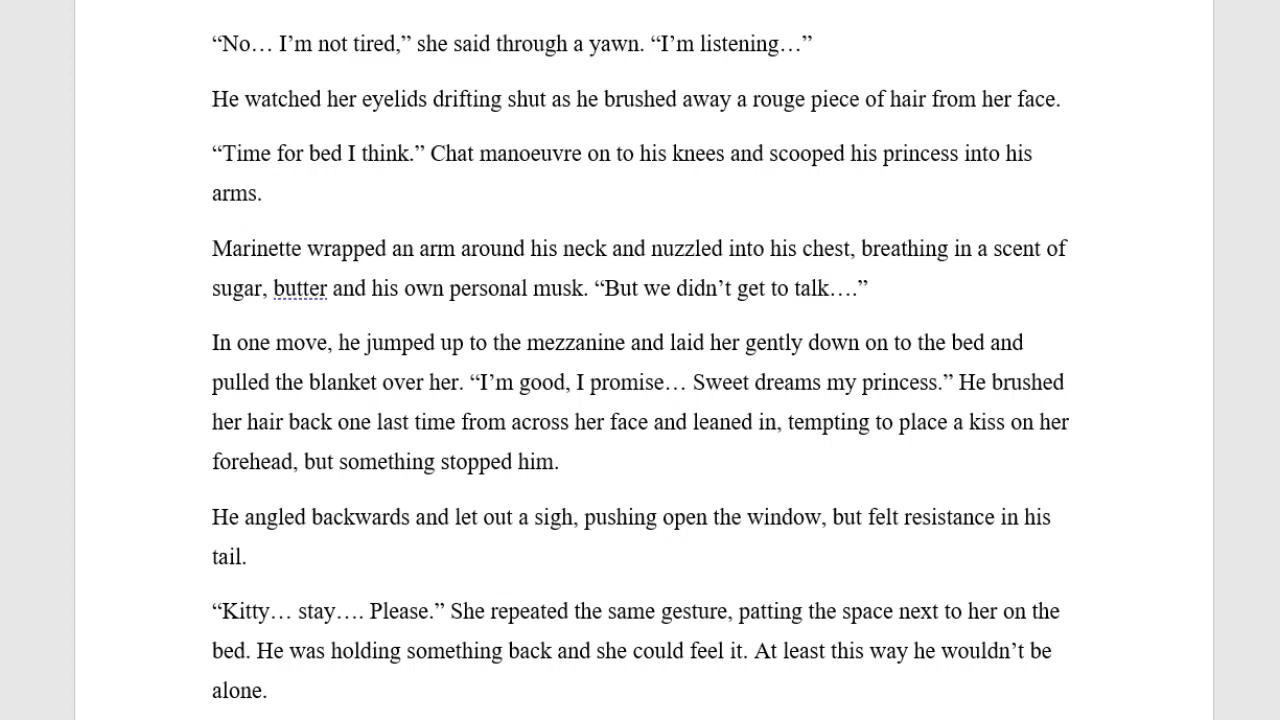 “No… I’m not tired,” she said through a yawn. “I’m listening…”
He watched her eyelids drifting shut as he brushed away a rouge piece of hair from her face.
“Time for bed I think.” Chat manoeuvre on to his knees and scooped his princess into his
arms.
Marinette wrapped an arm around his neck and nuzzled into his chest, breathing in a scent of
sugar, butter and his own personal musk. “But we didn’t get to talk….”
In one move, he jumped up to the mezzanine and laid her gently down on to the bed and
pulled the blanket over her. “I’m good, I promise… Sweet dreams my princess.” He brushed
her hair back one last time from across her face and leaned in, tempting to place a kiss on her
forehead, but something stopped him.
He angled backwards and let out a sigh, pushing open the window, but felt resistance in his
tail.
“Kitty… stay…. Please.” She repeated the same gesture, patting the space next to her on the
bed. He was holding something back and she could feel it. At least this way he wouldn’t be
alone.